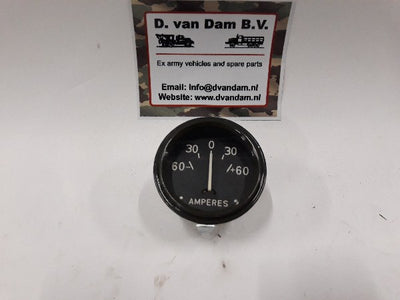 D. van Dam B.V.
Ex army vehicles and spare parts
Email: Info@dvandam.nl
Website: www.dvandam.nl
30 0 30
60- +60
AMPERES